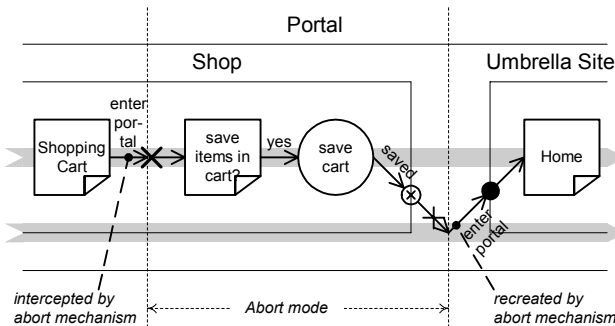 Portal
Shop
Umbrella Site
enter
por-
tal
Shopping
Cart
save
items in
cart?
yes
save
cart
saved
enter
portal
Home
intercepted by
abort mechanism
Abort mode
recreated by
abort mechanism